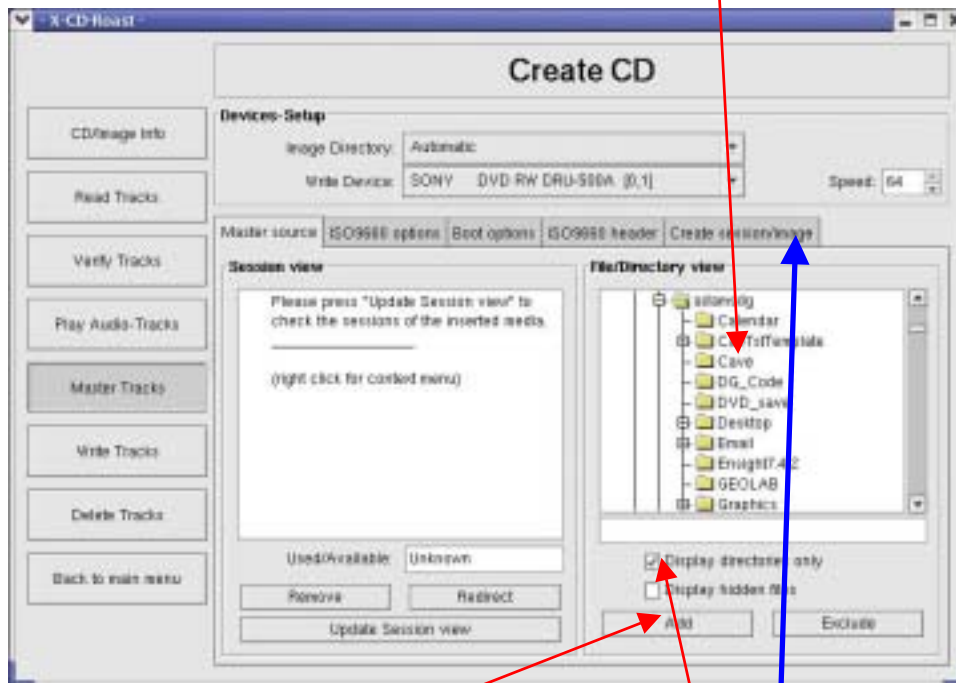 X-CD-Roast
Create CD
CD/Image Info
Read Tracks
Verify Tracks
Play Audio-Tracks
Master Tracks
Write Tracks
Delete Tracks
Back to main menu
Devices-Setup
Image Directory: Automatic
Write Device: SONY DVD RW DRU-500A [0,1] Speed: 64
Master source ISO9660 options Boot options ISO9660 header Create session/image
Session view
Please press "Update Session view" to
check the sessions of the inserted media.
(right click for context menu)
Used/Available: Unknown
Remove Redirect
Update Session view
File/Directory view
Calendar
Cave
DG_Code
DVD_save
Desktop
Email
GEOLAB
Graphics
Display directories only
Display hidden files
Add Exclude